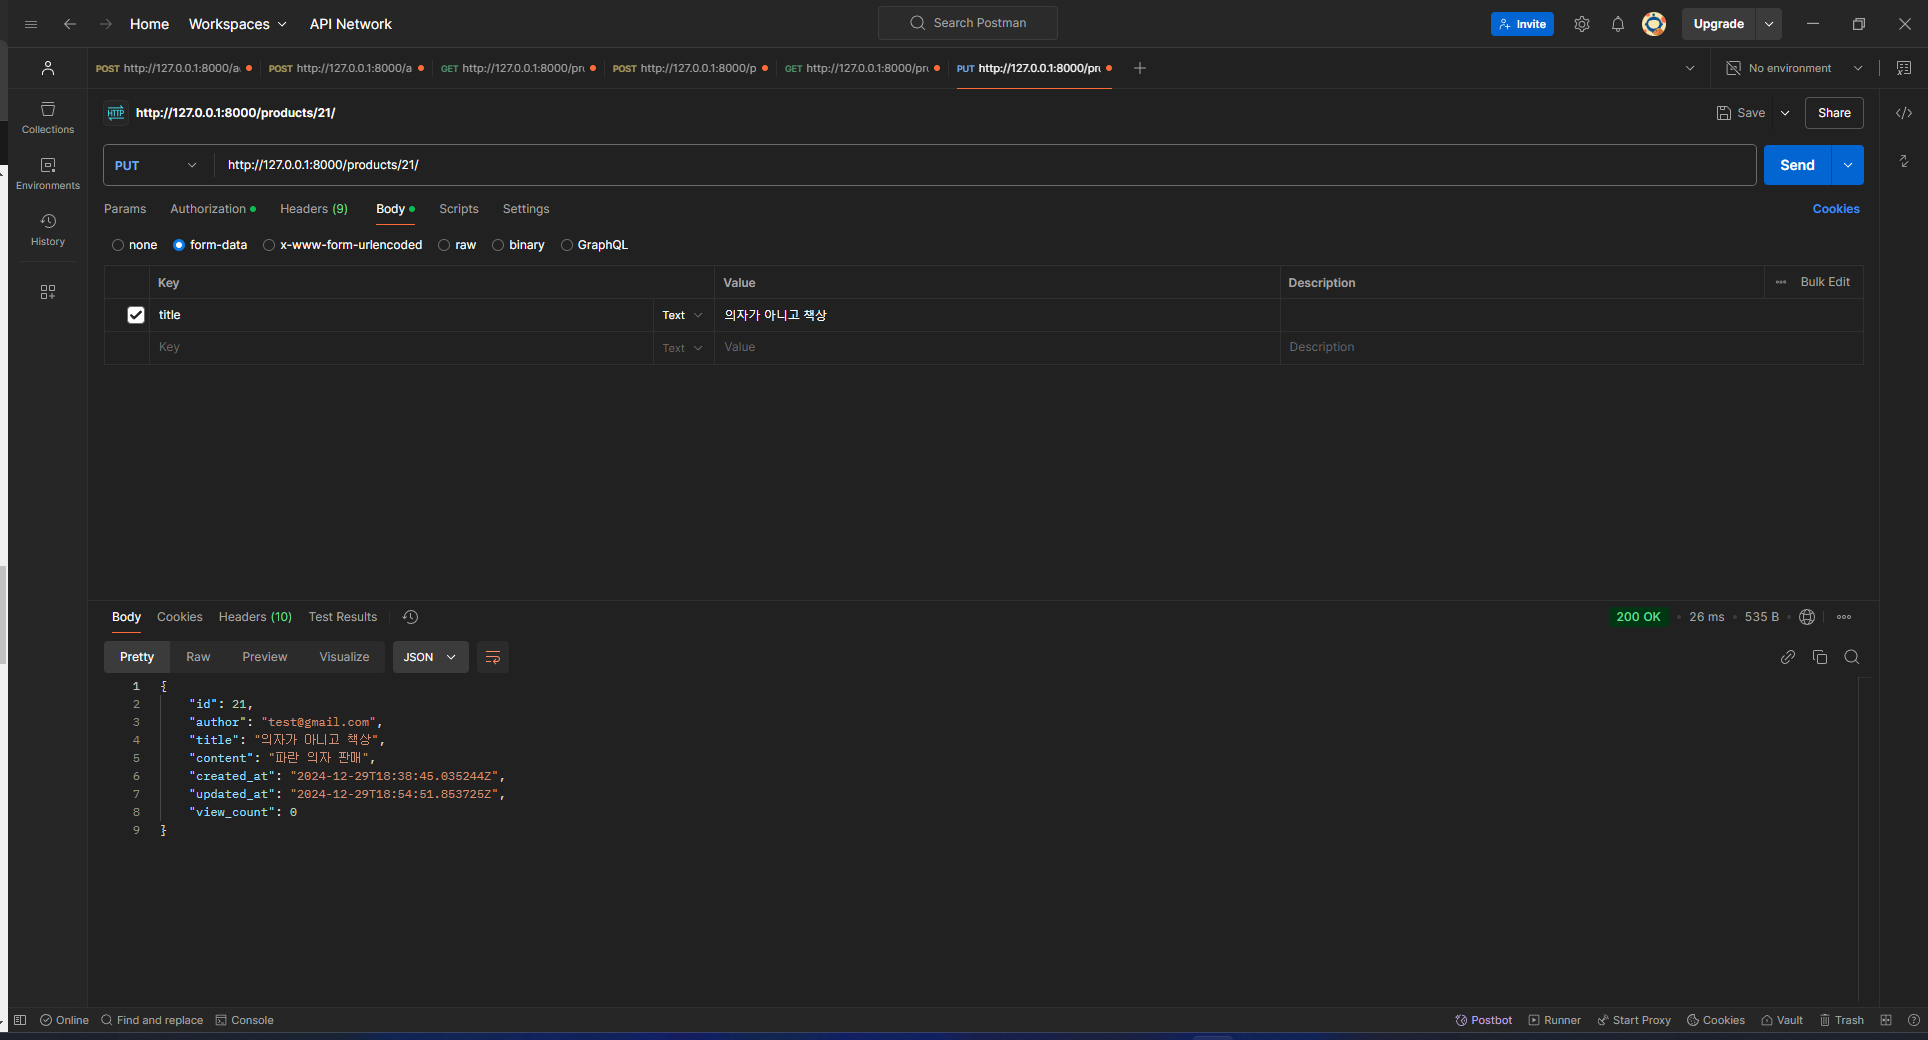 Home Workspaces API Network Search Postman Invite Upgrade
POST http://127.0.0.1:8000/a POST http://127.0.0.1:8000/a GET http://127.0.0.1:8000/pr POST http://127.0.0.1:8000/p GET http://127.0.0.1:8000/pr PUT http://127.0.0.1:8000/pr No environment
HTTP http://127.0.0.1:8000/products/21/ Save Share
Collections
PUT http://127.0.0.1:8000/products/21/ Send
Environments
Params Authorization Headers (9) Body Scripts Settings Cookies
History
none form-data x-www-form-urlencoded raw binary GraphQL
Key Value Description Bulk Edit
title Text 의자가 아니고 책상
Key Text Value Description
Body Cookies Headers (10) Test Results 200 OK 26 ms 535 B
Pretty Raw Preview Visualize JSON
1 {
2 "id": 21,
3 "author": "test@gmail.com",
4 "title": "의자가 아니고 책상",
5 "content": "파란 의자 판매",
6 "created_at": "2024-12-29T18:38:45.035244Z",
7 "updated_at": "2024-12-29T18:54:51.853725Z",
8 "view_count": 0
9 }
Online Find and replace Console Postbot Runner Start Proxy Cookies Vault Trash